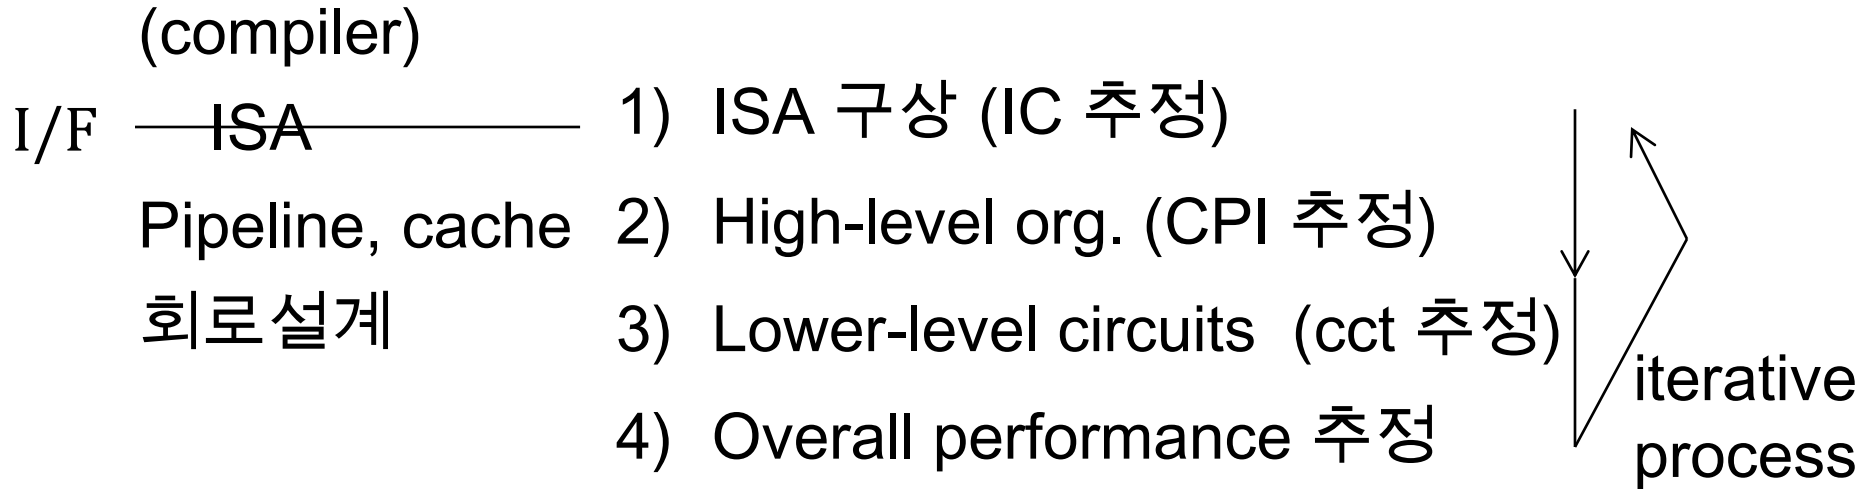 (compiler)
I/F ISA
Pipeline, cache
회로설계
1) ISA 구상 (IC 추정)
2) High-level org. (CPI 추정)
3) Lower-level circuits (cct 추정)
4) Overall performance 추정
iterative
process